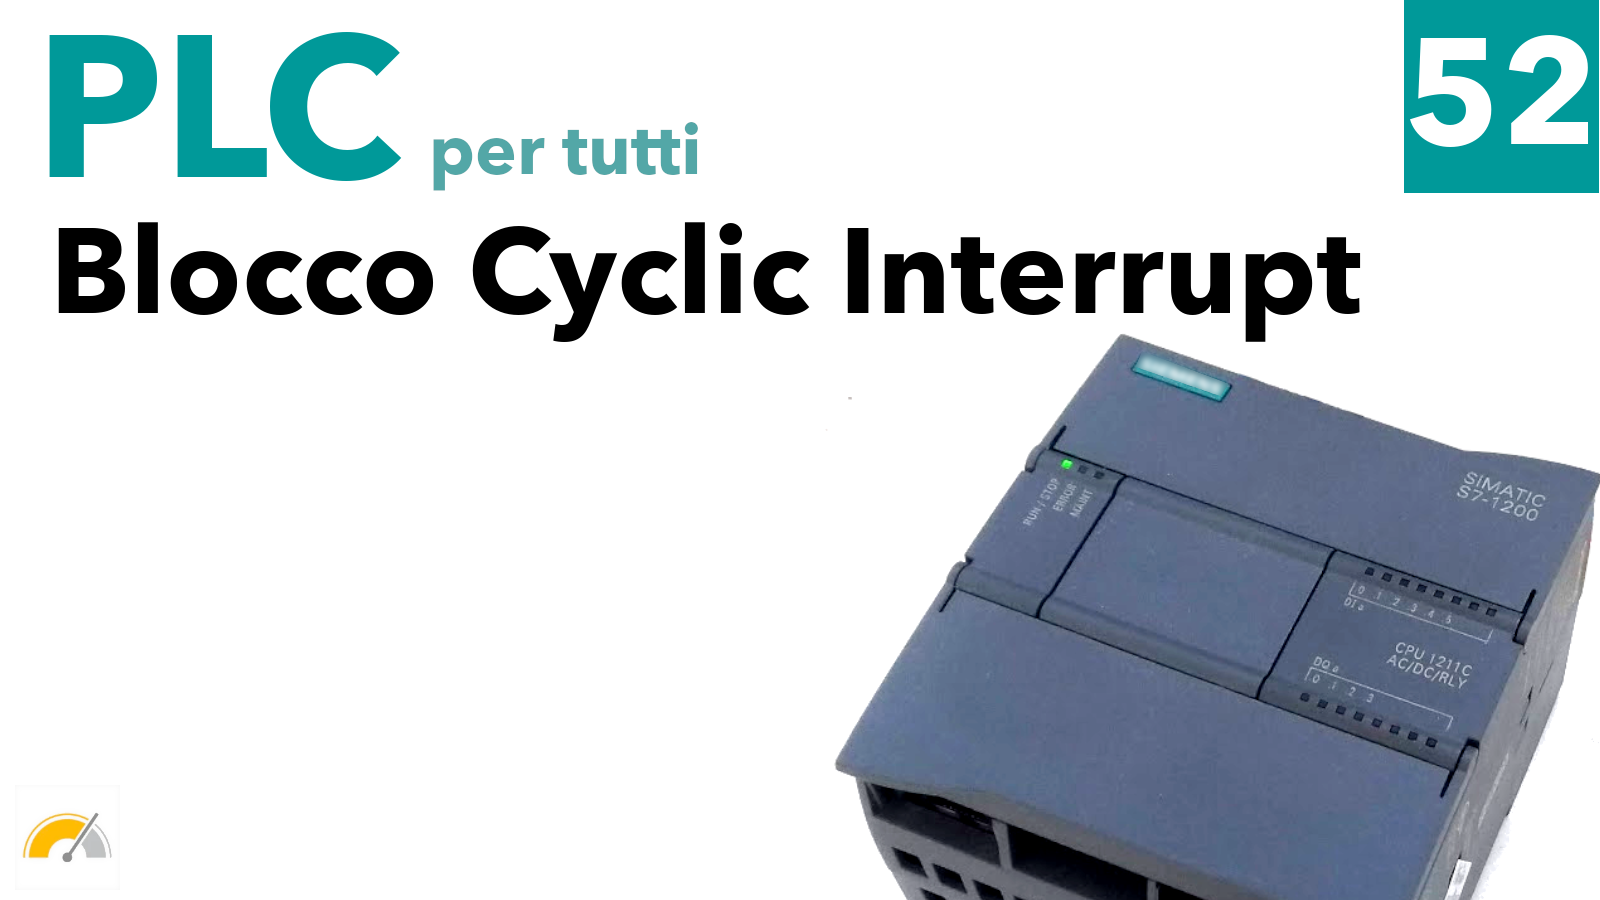 PLC per tutti
52
Blocco Cyclic Interrupt
SIMATIC
S7-1200
RUN / STOP
ERROR
MAINT
0 1 2 3 4 5
DI a
CPU 1211C
AC/DC/RLY
DQ a
0 1 2 3